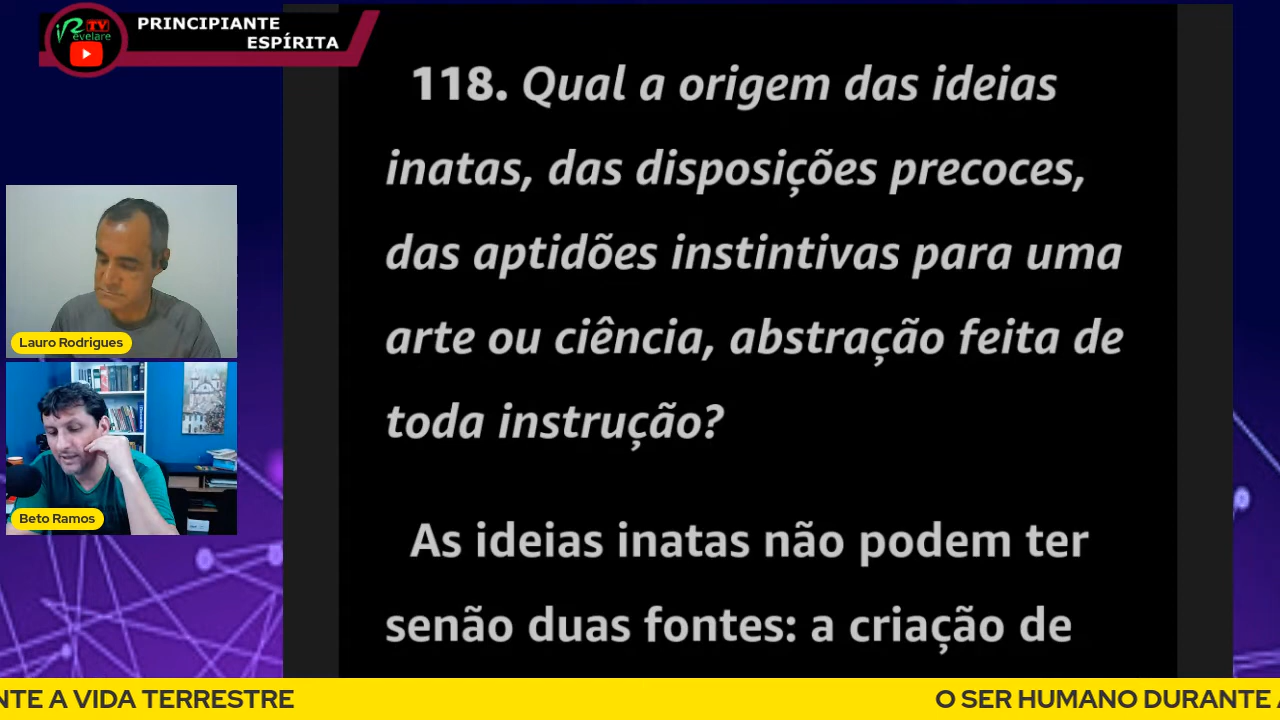 TV
iRevelare
PRINCIPIANTE
ESPÍRITA
118. Qual a origem das ideias
inatas, das disposições precoces,
das aptidões instintivas para uma
arte ou ciência, abstração feita de
toda instrução?
As ideias inatas não podem ter
senão duas fontes: a criação de
Lauro Rodrigues
Beto Ramos
NTE A VIDA TERRESTRE
O SER HUMANO DURANTE A